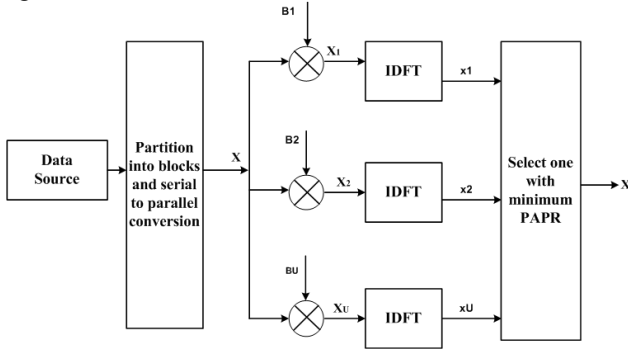 B1
X1
IDFT
x1
Data
Source
Partition
into blocks
and serial
to parallel
conversion
X
B2
X2
IDFT
x2
Select one
with
minimum
PAPR
X
BU
XU
IDFT
xU